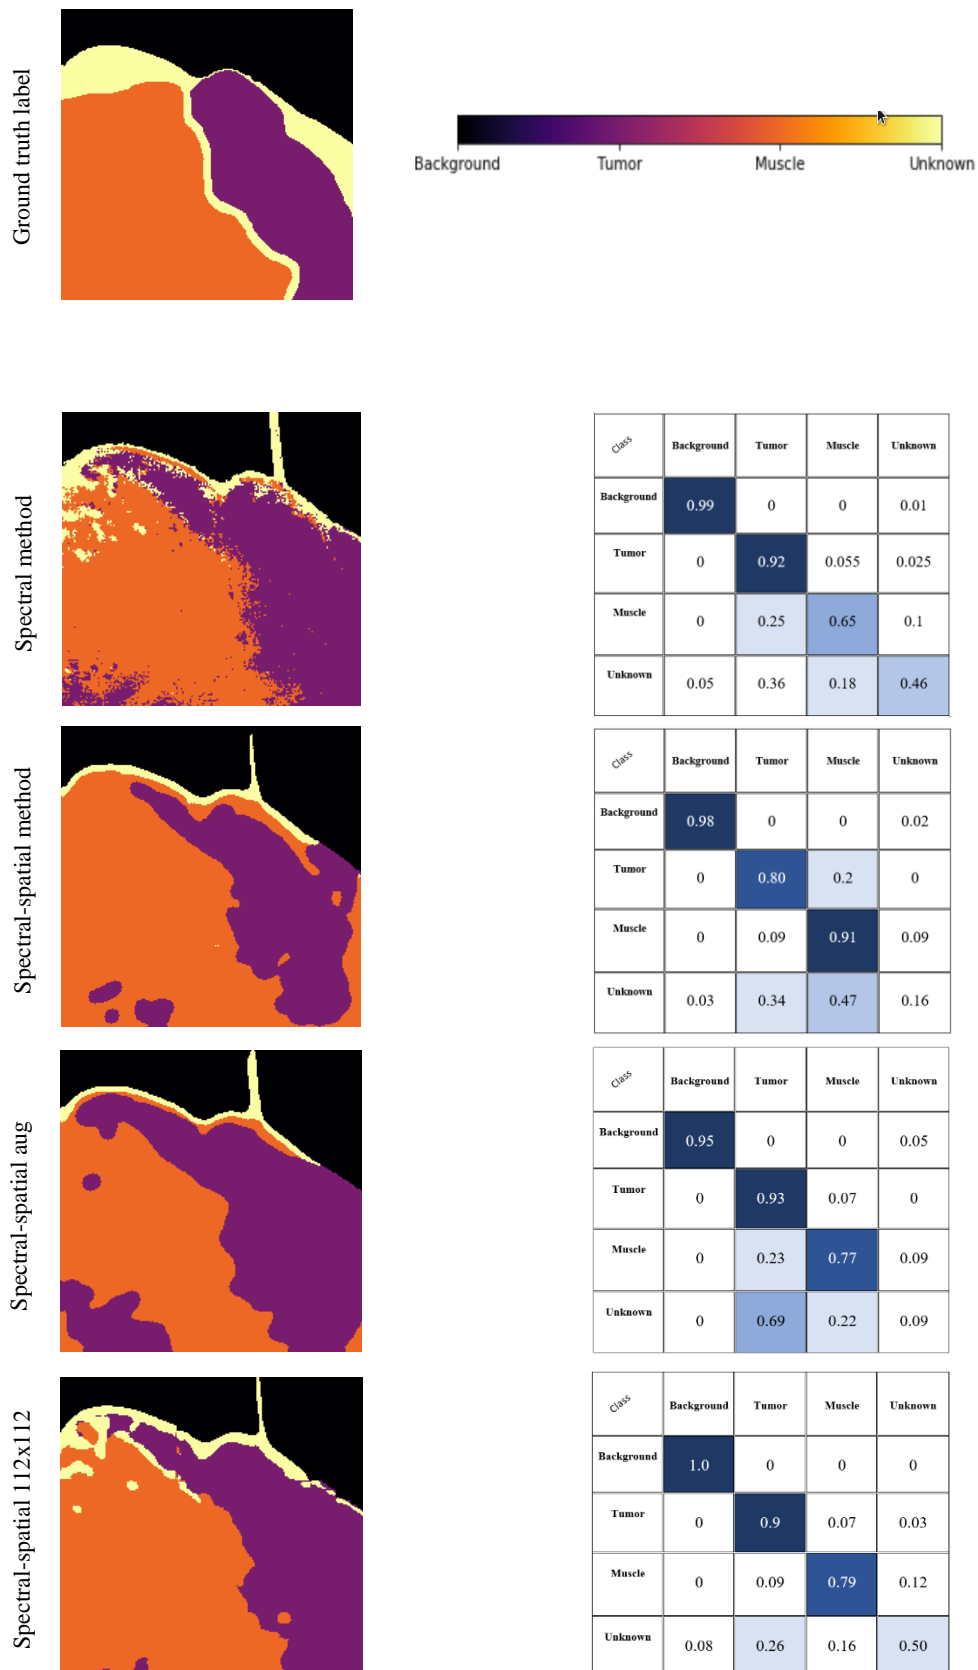 Ground truth label
Background Tumor Muscle Unknown
Spectral method
Class Background Tumor Muscle Unknown
Background 0.99 0 0 0.01
Tumor 0 0.92 0.055 0.025
Muscle 0 0.25 0.65 0.1
Unknown 0.05 0.36 0.18 0.46
Spectral-spatial method
Class Background Tumor Muscle Unknown
Background 0.98 0 0 0.02
Tumor 0 0.80 0.2 0
Muscle 0 0.09 0.91 0.09
Unknown 0.03 0.34 0.47 0.16
Spectral-spatial aug
Class Background Tumor Muscle Unknown
Background 0.95 0 0 0.05
Tumor 0 0.93 0.07 0
Muscle 0 0.23 0.77 0.09
Unknown 0 0.69 0.22 0.09
Spectral-spatial 112x112
Class Background Tumor Muscle Unknown
Background 1.0 0 0 0
Tumor 0 0.9 0.07 0.03
Muscle 0 0.09 0.79 0.12
Unknown 0.08 0.26 0.16 0.50